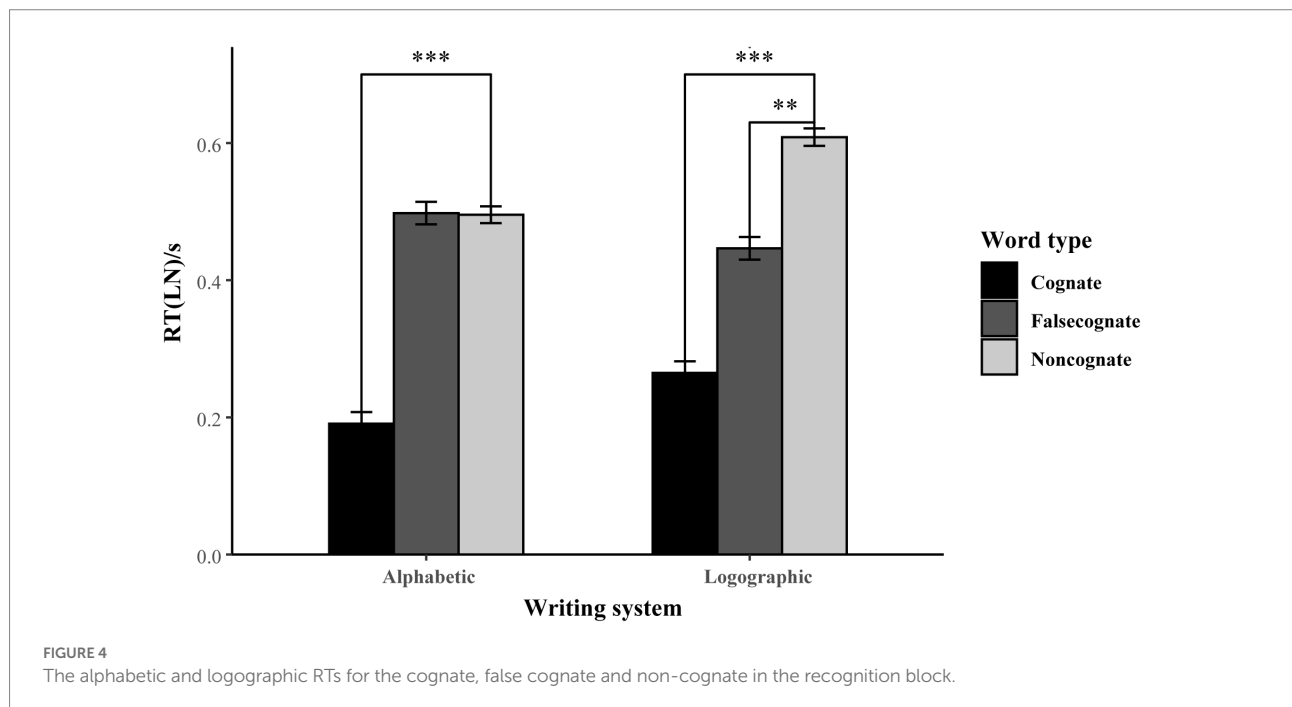 ***
***
**
0.6
0.4
0.2
0.0
RT(LN)/s
Alphabetic
Logographic
Writing system
Word type
Cognate
Falsecognate
Noncognate
FIGURE 4
The alphabetic and logographic RTs for the cognate, false cognate and non-cognate in the recognition block.